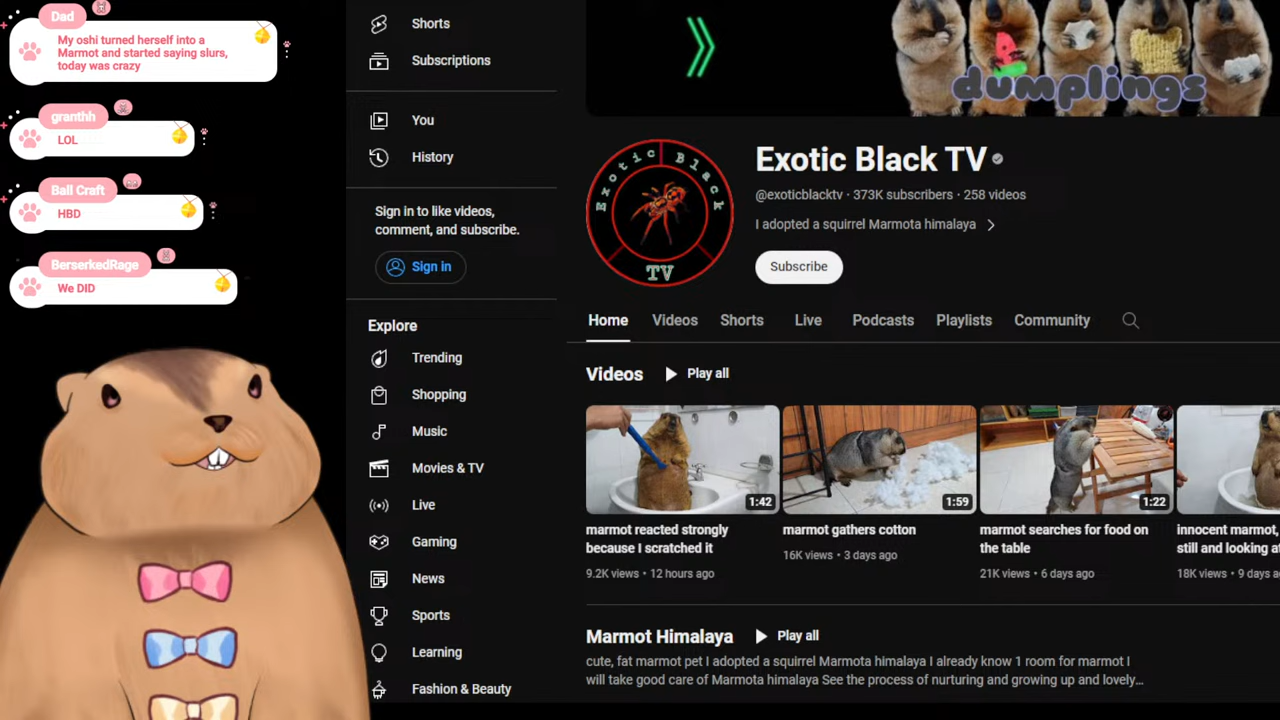 Dad
My oshi turned herself into a
Marmot and started saying slurs,
today was crazy
granthh
LOL
Ball Craft
HBD
BerserkedRage
We DID
Shorts
Subscriptions
You
History
Sign in to like videos,
comment, and subscribe.
Sign in
Explore
Trending
Shopping
Music
Movies & TV
Live
Gaming
News
Sports
Learning
Fashion & Beauty
dumplings
Exotic Black
TV
Exotic Black TV
@exoticblacktv · 373K subscribers · 258 videos
I adopted a squirrel Marmota himalaya
Subscribe
Home Videos Shorts Live Podcasts Playlists Community
Videos Play all
1:42 1:59 1:22
marmot reacted strongly
because I scratched it
9.2K views • 12 hours ago
marmot gathers cotton
16K views • 3 days ago
marmot searches for food on
the table
21K views • 6 days ago
innocent marmot,
still and looking a
18K views • 9 days a
Marmot Himalaya Play all
cute, fat marmot pet I adopted a squirrel Marmota himalaya I already know 1 room for marmot I
will take good care of Marmota himalaya See the process of nurturing and growing up and lovely...